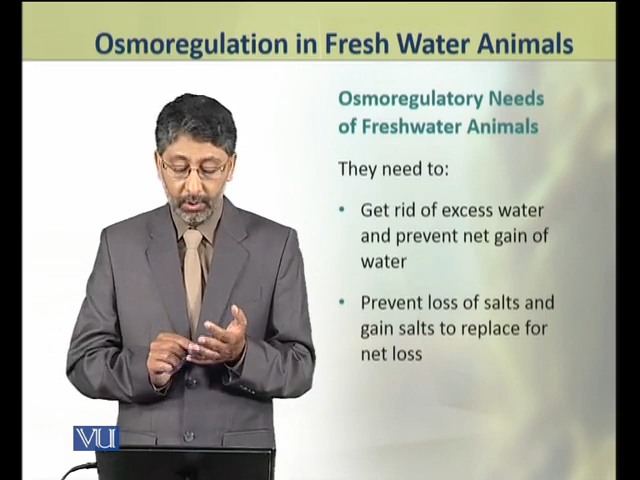 Osmoregulation in Fresh Water Animals
Osmoregulatory Needs
of Freshwater Animals
They need to:
• Get rid of excess water
and prevent net gain of
water
• Prevent loss of salts and
gain salts to replace for
net loss
VU